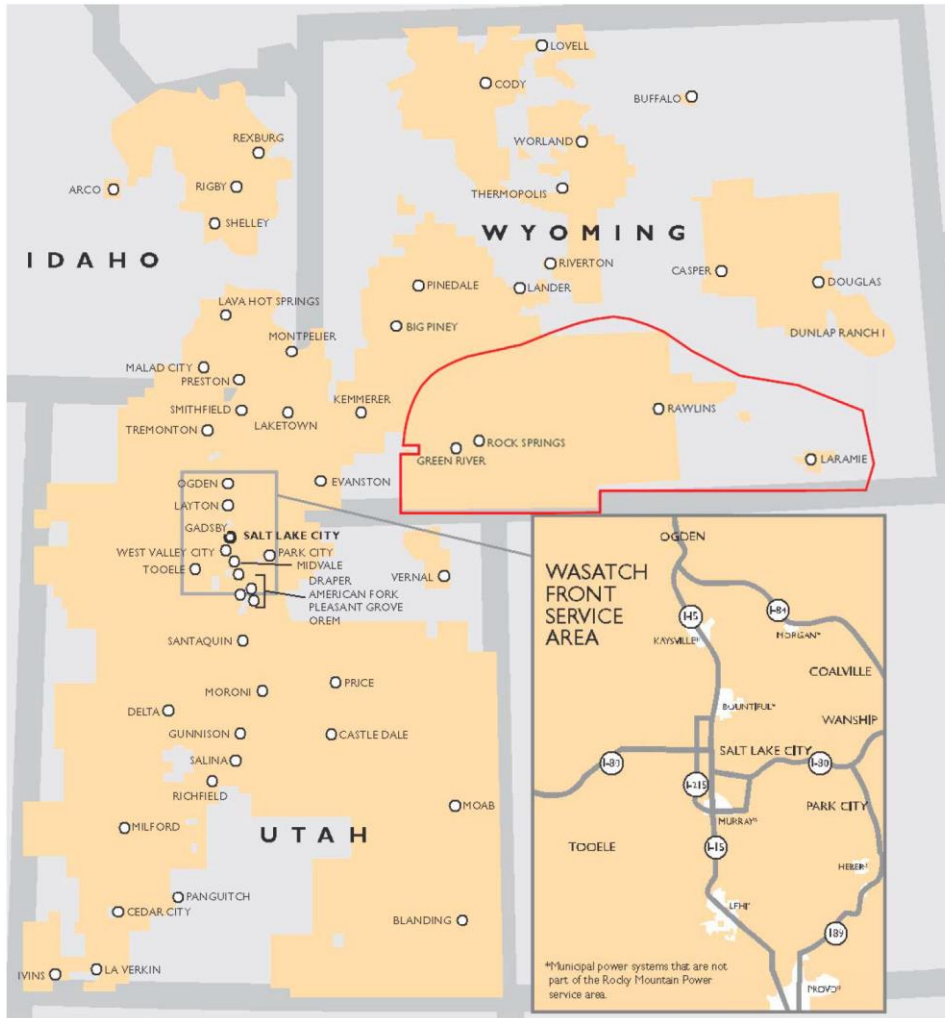 LOVELL
CODY
BUFFALO
REXBURG
WORLAND
ARCO
RIGBY
THERMOPOLIS
SHELLEY
WYOMING
IDAHO
RIVERTON
CASPER
PINEDALE
LANDER
DOUGLAS
LAVA HOT SPRINGS
BIG PINEY
DUNLAP RANCH I
MONTPELIER
MALAD CITY
PRESTON
KEMMERER
RAWLINS
SMITHFIELD
LAKETOWN
TREMONTON
ROCK SPRINGS
GREEN RIVER
LARAMIE
OGDEN
EVANSTON
LAYTON
GADSBY
SALT LAKE CITY
WEST VALLEY CITY
PARK CITY
MIDVALE
TOOELE
VERNAL
DRAPER
AMERICAN FORK
PLEASANT GROVE
OREM
SANTAQUIN
PRICE
MORONI
DELTA
GUNNISON
CASTLE DALE
SALINA
RICHFIELD
MOAB
MILFORD
UTAH
PANGUITCH
CEDAR CITY
BLANDING
LA VERKIN
IVINS
OGDEN
WASATCH
FRONT
SERVICE
AREA
I-84
I-15
KAYSVILLE*
MORGAN*
COALVILLE
BOUNTIFUL*
WANSHIP
SALT LAKE CITY
I-80
I-80
I-215
PARK CITY
MURRAY*
I-15
TOOELE
HEBER*
LEHI*
189
*Municipal power systems that are not
part of the Rocky Mountain Power
service area.
PROVO*